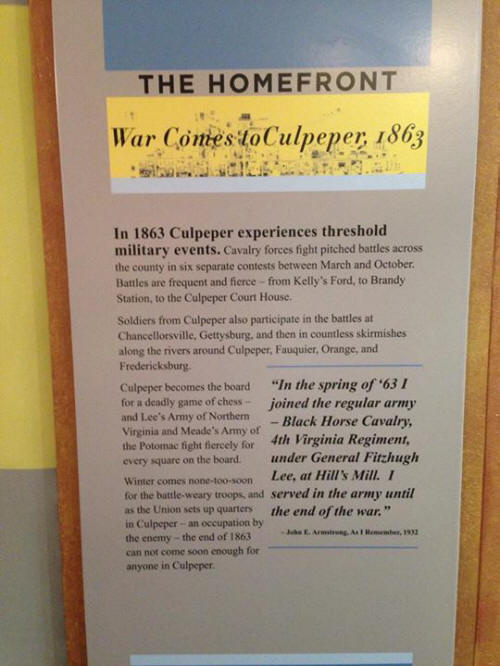 THE HOMEFRONT
War Comes to Culpeper, 1863
In 1863 Culpeper experiences threshold
military events. Cavalry forces fight pitched battles across
the county in six separate contests between March and October.
Battles are frequent and fierce – from Kelly's Ford, to Brandy
Station, to the Culpeper Court House.
Soldiers from Culpeper also participate in the battles at
Chancellorsville, Gettysburg, and then in countless skirmishes
along the rivers around Culpeper, Fauquier, Orange, and
Fredericksburg.
Culpeper becomes the board
for a deadly game of chess –
and Lee's Army of Northern
Virginia and Meade's Army of
the Potomac fight fiercely for
every square on the board.
Winter comes none-too-soon
for the battle-weary troops, and
as the Union sets up quarters
in Culpeper – an occupation by
the enemy – the end of 1863
can not come soon enough for
anyone in Culpeper.
"In the spring of '63 I
joined the regular army
– Black Horse Cavalry,
4th Virginia Regiment,
under General Fitzhugh
Lee, at Hill's Mill. I
served in the army until
the end of the war."
– John E. Armstrong, As I Remember, 1932